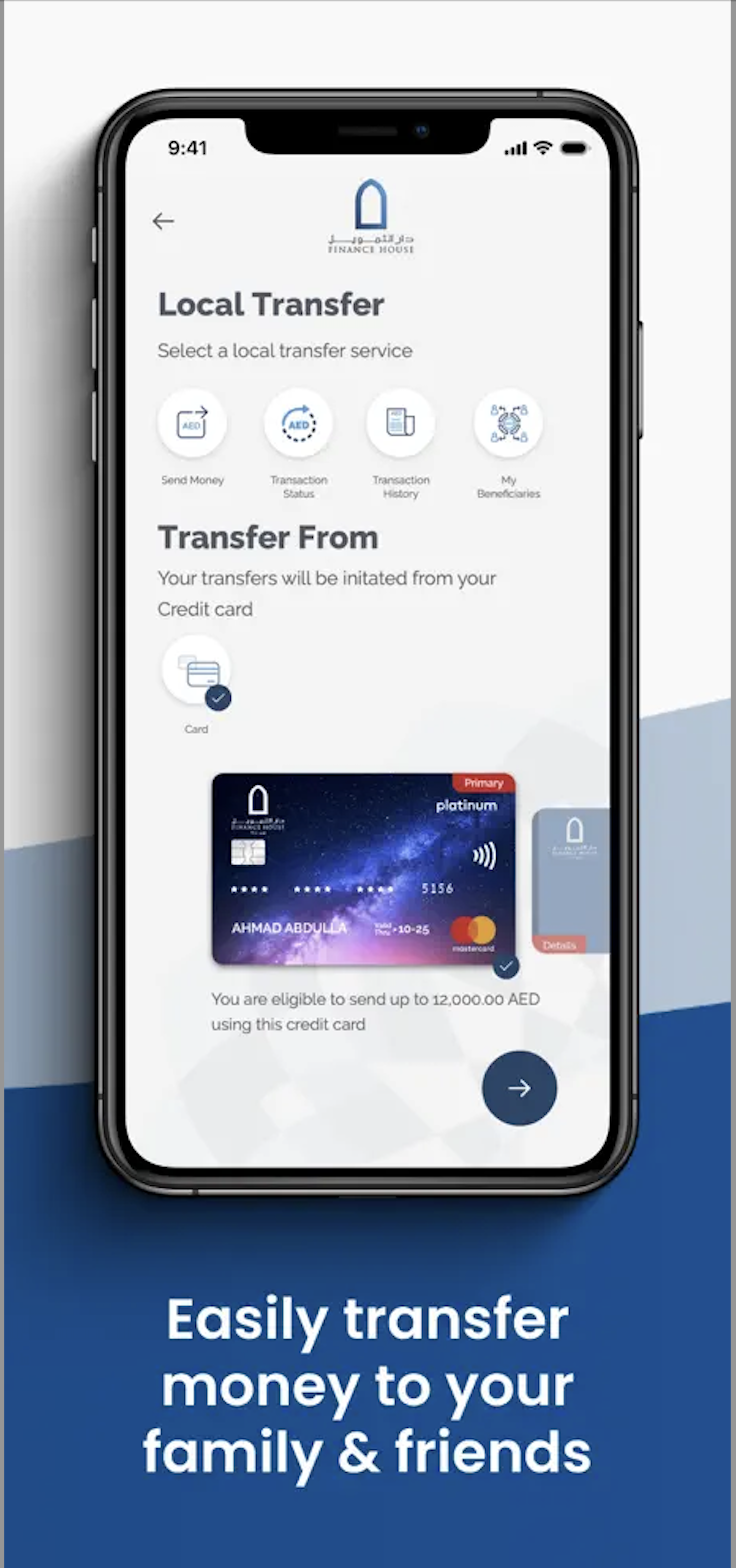 9:41
دار التمويل
FINANCE HOUSE
Local Transfer
Select a local transfer service
AED
AED
Send Money
Transaction
Status
Transaction
History
My
Beneficiaries
Transfer From
Your transfers will be initated from your
Credit card
Card
Primary
platinum
دار التمويل
FINANCE HOUSE
**** **** **** 5156
AHMAD ABDULLA
Valid
Thru
10-25
mastercard
Details
You are eligible to send up to 12,000.00 AED
using this credit card
Easily transfer
money to your
family & friends